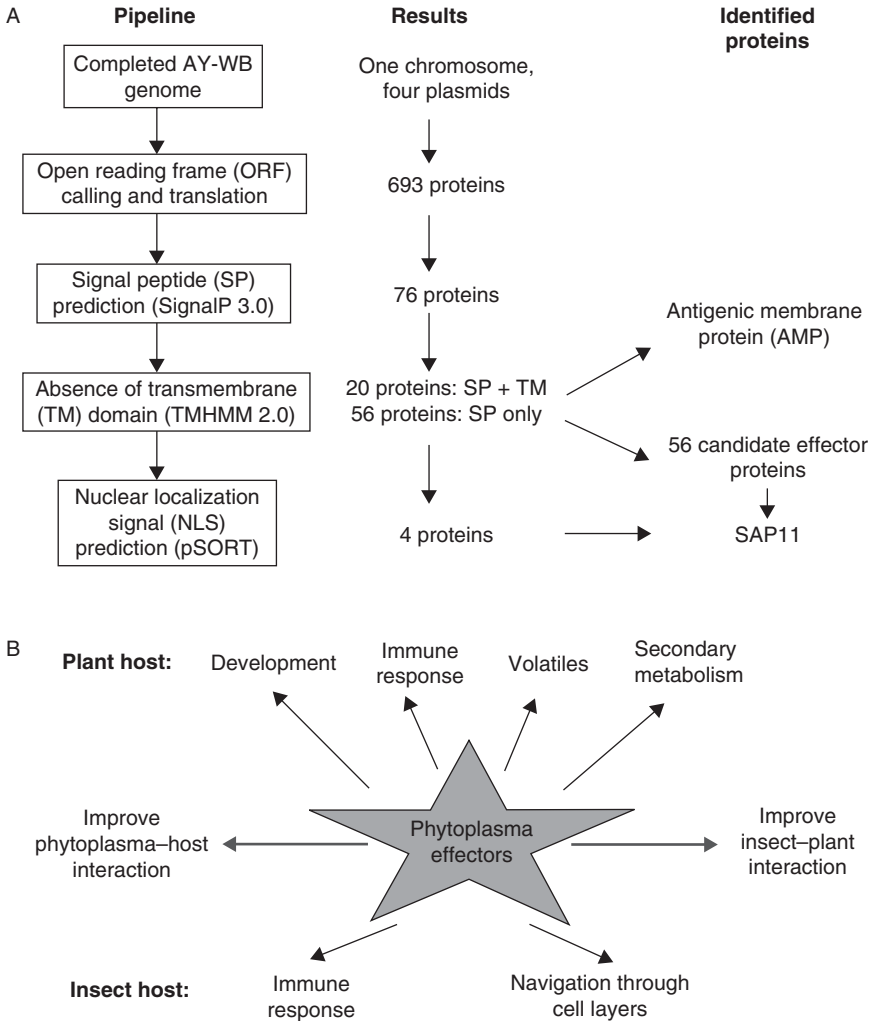 A
Pipeline
Results
Identified
proteins
Completed AY-WB
genome
One chromosome,
four plasmids
Open reading frame (ORF)
calling and translation
693 proteins
Signal peptide (SP)
prediction (SignalP 3.0)
76 proteins
Antigenic membrane
protein (AMP)
Absence of transmembrane
(TM) domain (TMHMM 2.0)
20 proteins: SP + TM
56 proteins: SP only
56 candidate effector
proteins
Nuclear localization
signal (NLS)
prediction (pSORT)
4 proteins
SAP11
B
Plant host:
Development
Immune
response
Volatiles
Secondary
metabolism
Improve
phytoplasma–host
interaction
Phytoplasma
effectors
Improve
insect–plant
interaction
Insect host:
Immune
response
Navigation through
cell layers